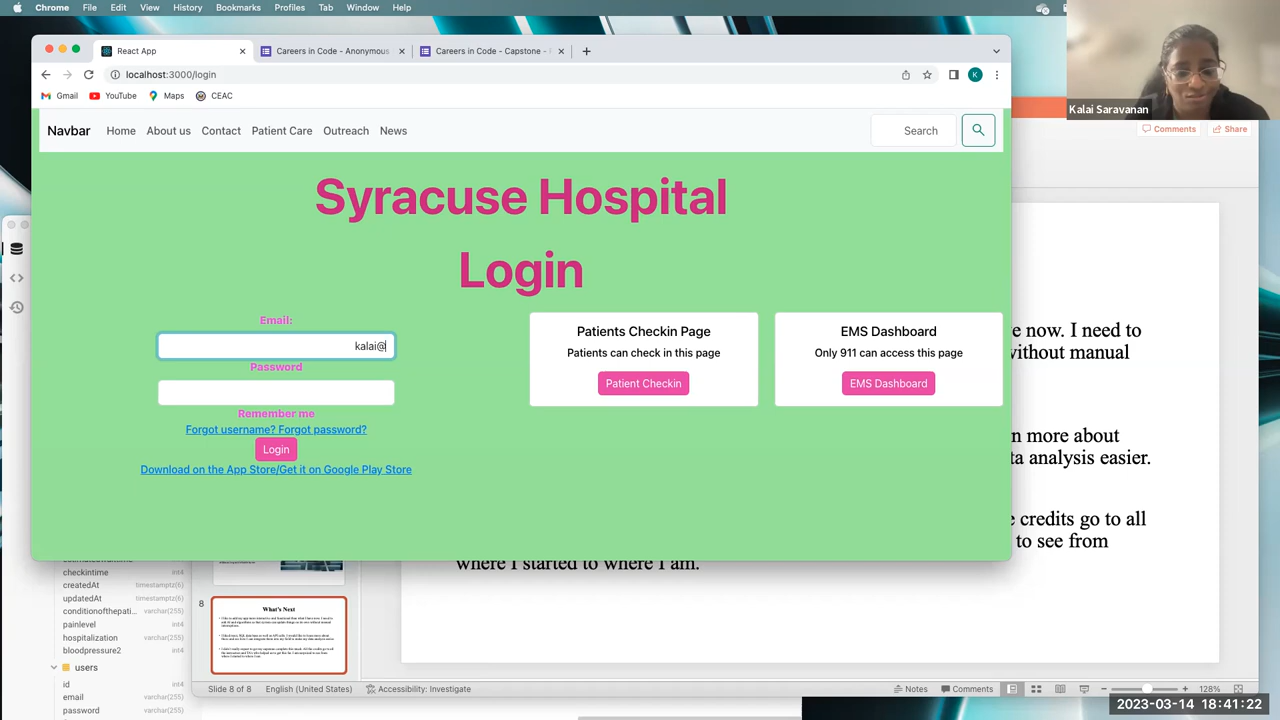 Chrome File Edit View History Bookmarks Profiles Tab Window Help
React App
Careers in Code - Anonymous
Careers in Code - Capstone -
localhost:3000/login
K
Gmail YouTube Maps CEAC
Kalai Saravanan
Comments Share
Navbar Home About us Contact Patient Care Outreach News
Search
Syracuse Hospital
Login
Email:
kalai@
Password
Remember me
Forgot username? Forgot password?
Login
Download on the App Store/Get it on Google Play Store
Patients Checkin Page
Patients can check in this page
Patient Checkin
EMS Dashboard
Only 911 can access this page
EMS Dashboard
e now. I need to
without manual
n more about
ta analysis easier.
e credits go to all
to see from
where I started to where I am.
checkintime int4
createdAt timestamptz(6)
updatedAt timestamptz(6)
conditionofthepati... varchar(255)
painlevel int4
hospitalization varchar(255)
bloodpressure2 int4
users
id int4
email varchar(255)
password varchar(255)
8
What's Next
Slide 8 of 8 English (United States) Accessibility: Investigate
Notes Comments 128%
2023-03-14 18:41:22